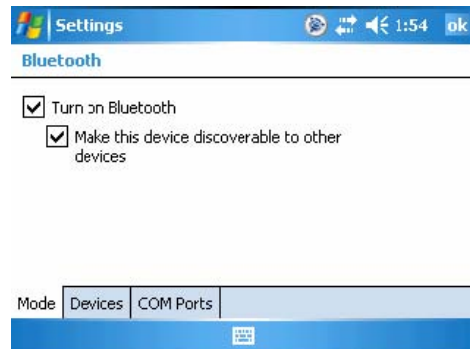 Settings 1:54 ok
Bluetooth
Turn on Bluetooth
Make this device discoverable to other
devices
Mode Devices COM Ports